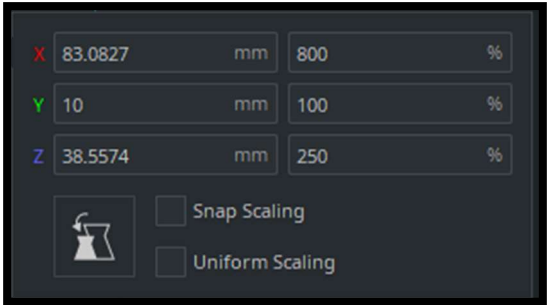 X 83.0827 mm 800 %
Y 10 mm 100 %
Z 38.5574 mm 250 %
Snap Scaling
Uniform Scaling